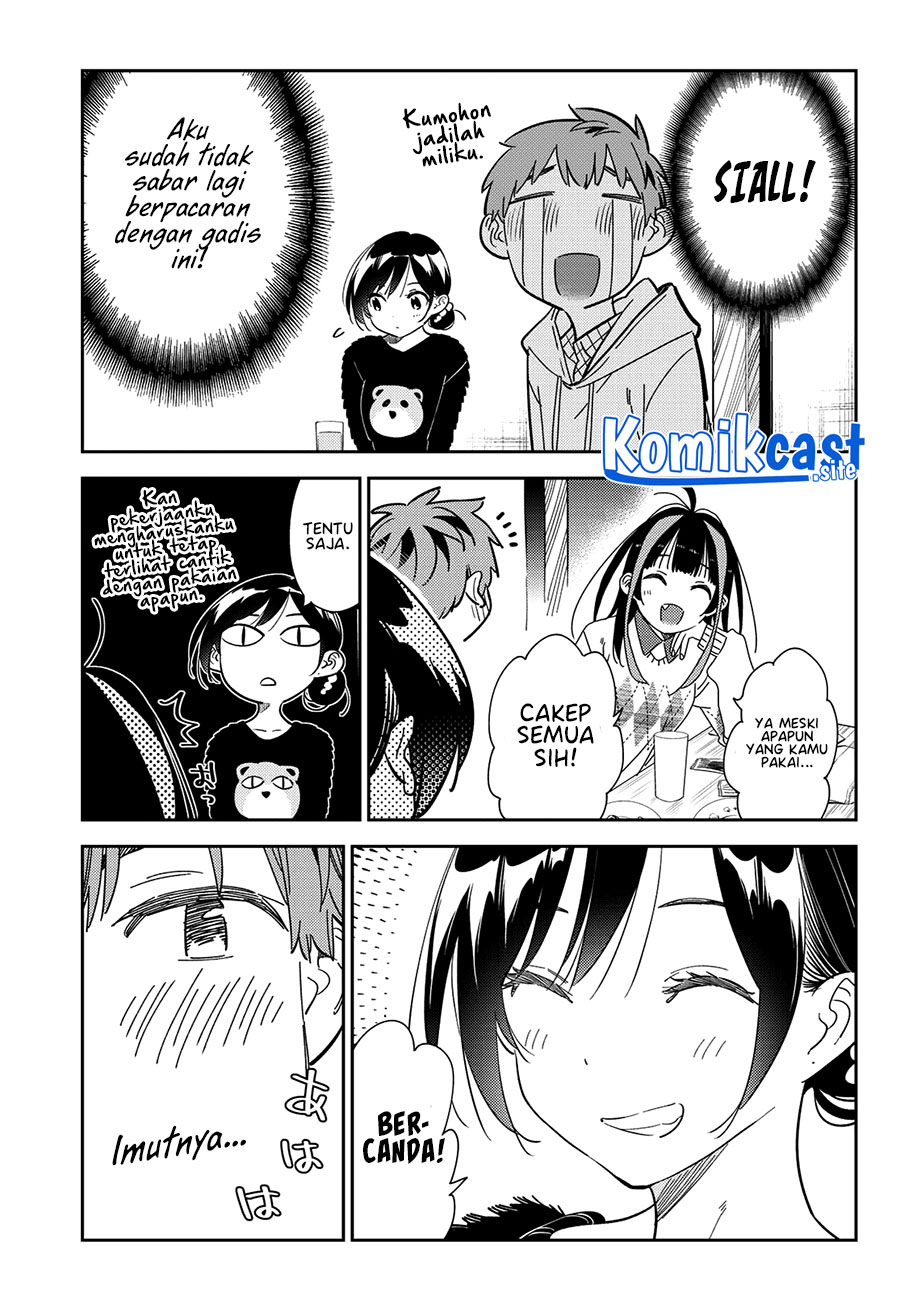 SIALL!
Kumohon
jadilah
miliku.
Aku
sudah tidak
sabar lagi
berpacaran
dengan gadis
ini!
Komikcast
.site
YA MESKI
APAPUN
YANG KAMU
PAKAI...
CAKEP
SEMUA
SIH!
TENTU
SAJA.
Kan
pekerjaanku
mengharuskanku
untuk tetap
terlihat cantik
dengan pakaian
apapun.
BER-
CANDA!
あはは
Imutnya...